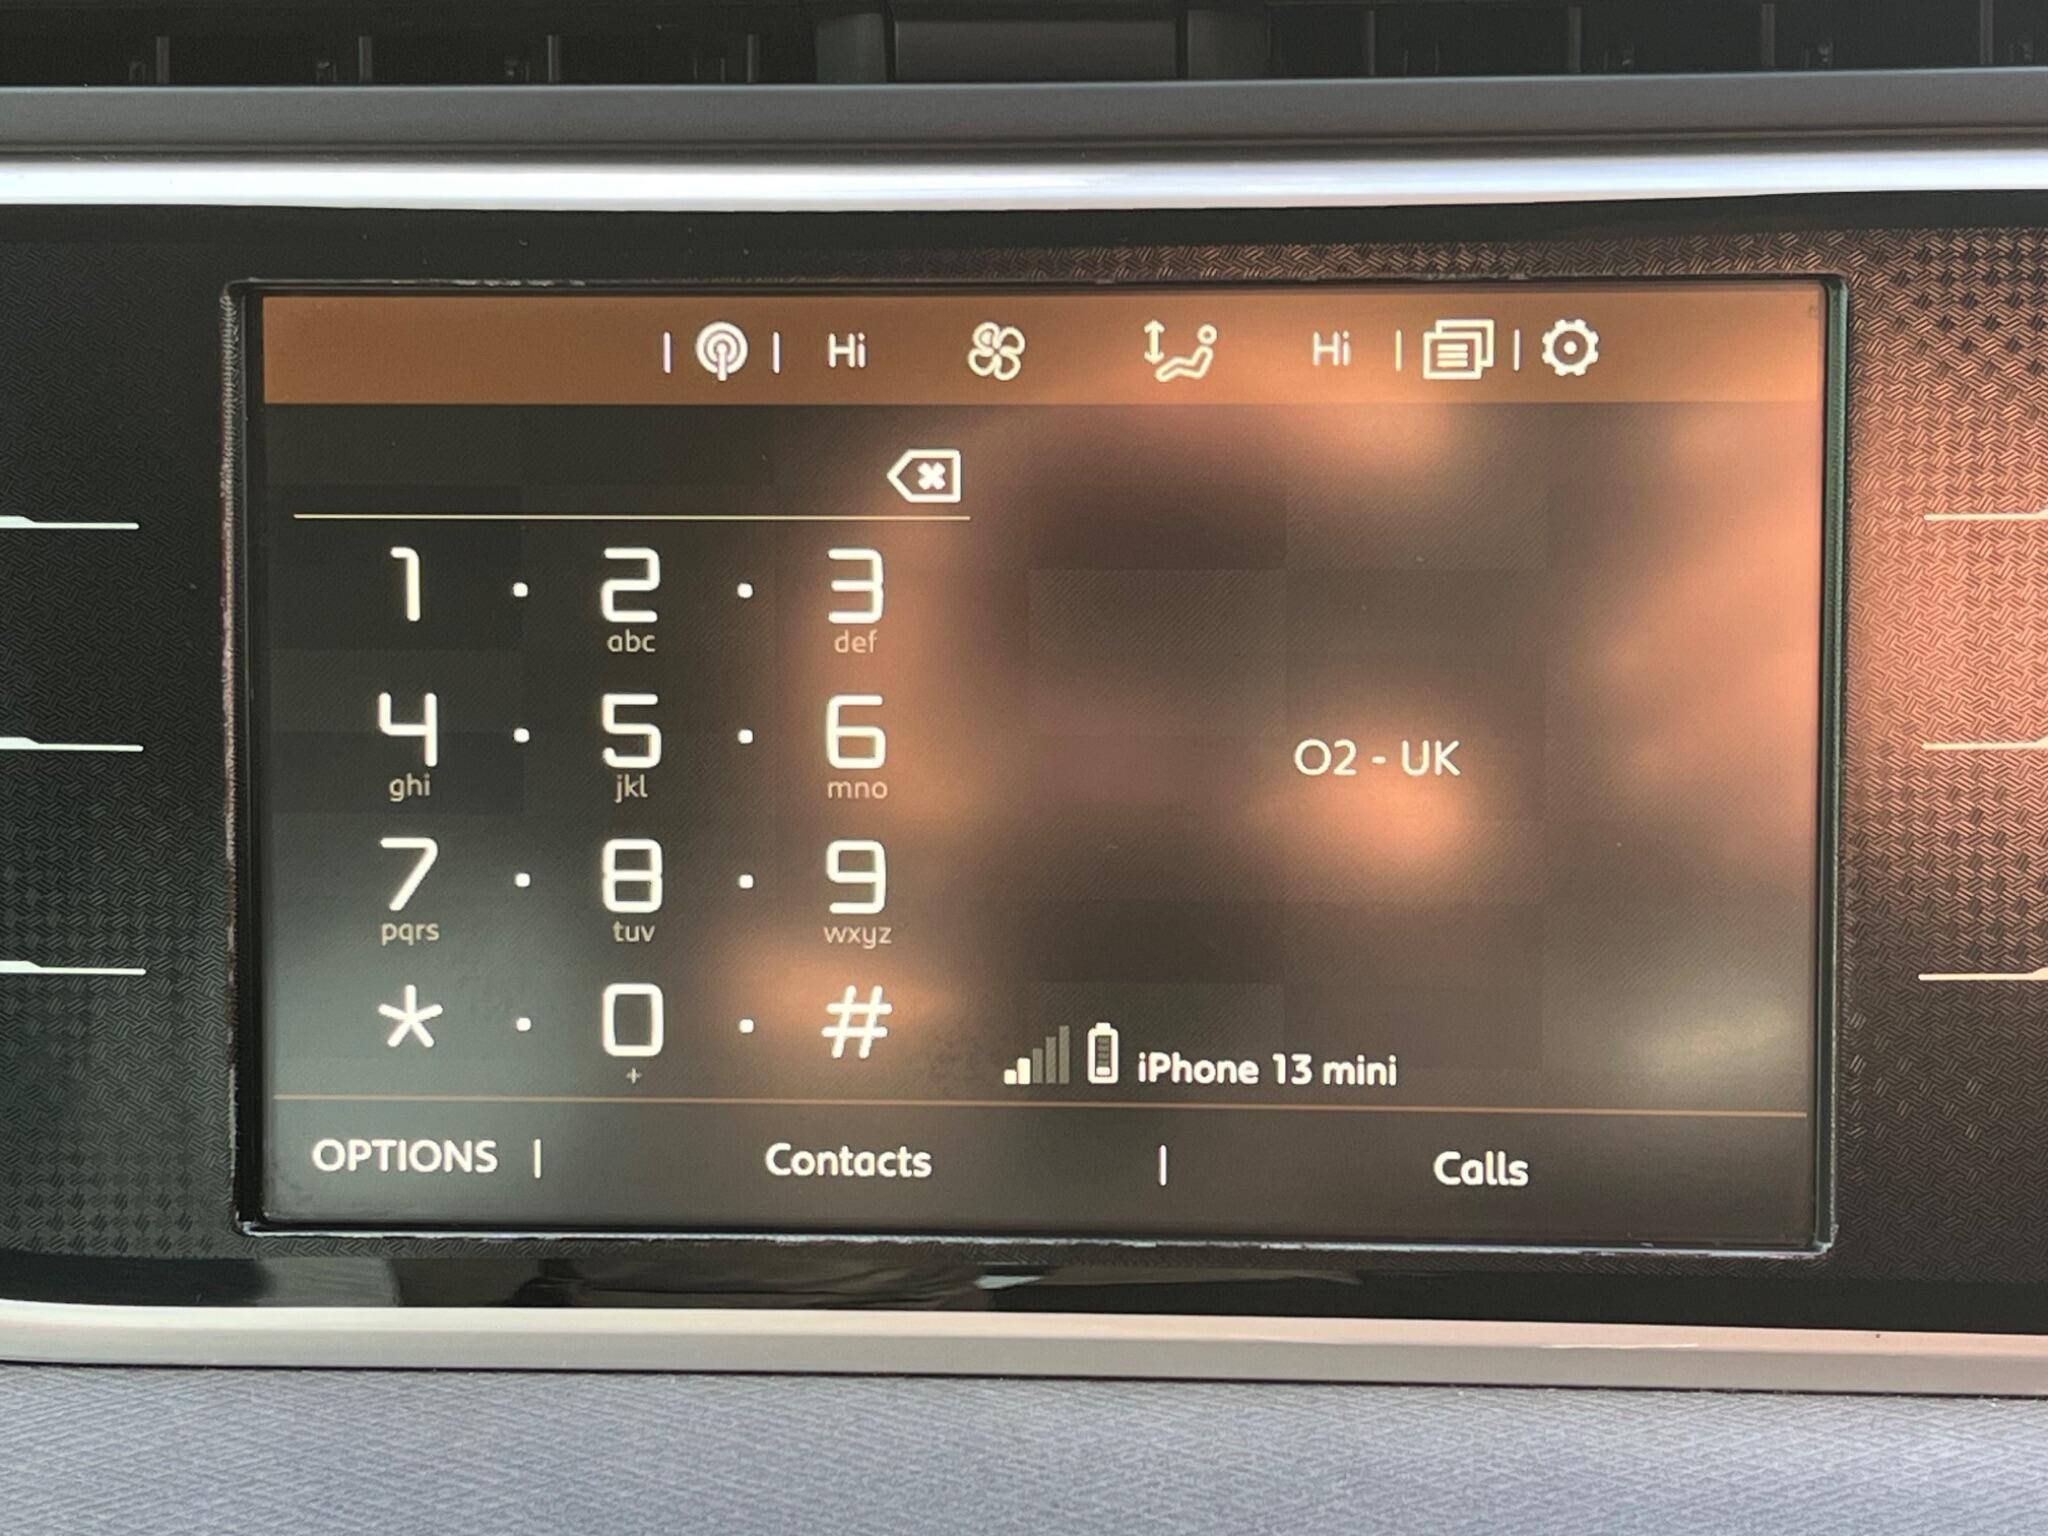 Hi Hi
1 2 3
abc def
4 5 6
ghi jkl mno
O2 - UK
7 8 9
pqrs tuv wxyz
* 0 #
+
iPhone 13 mini
OPTIONS | Contacts | Calls